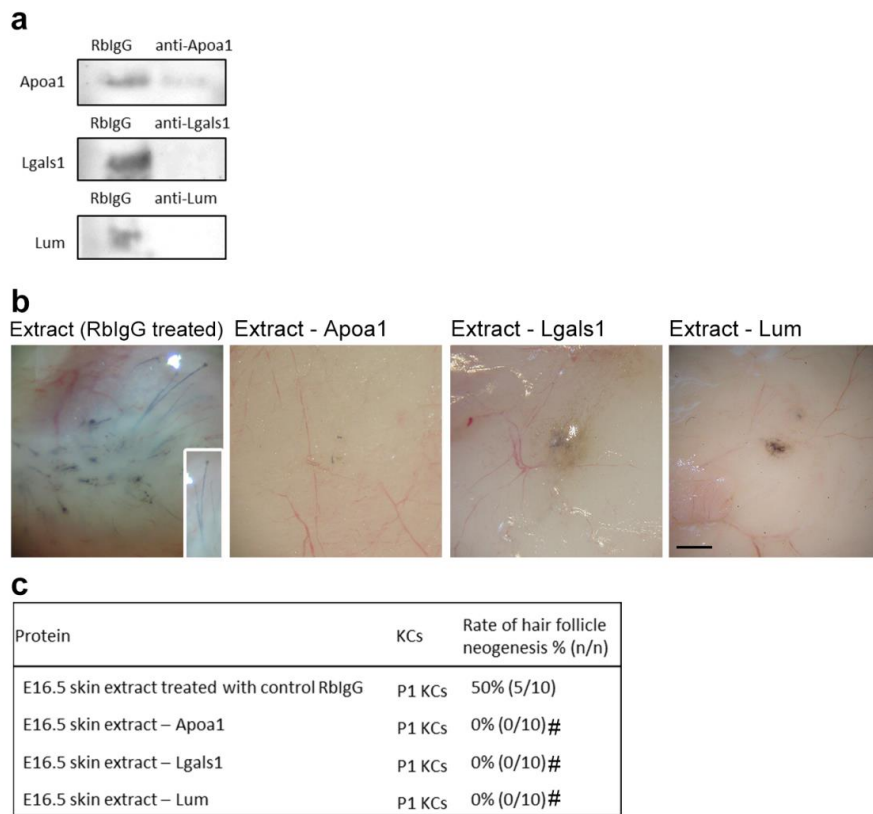 a
RbIgG anti-Apoa1
Apoa1
RbIgG anti-Lgals1
Lgals1
RbIgG anti-Lum
Lum
b
Extract (RbIgG treated) Extract - Apoa1 Extract - Lgals1 Extract - Lum
c
Protein KCs Rate of hair follicle
neogenesis % (n/n)
E16.5 skin extract treated with control RbIgG P1 KCs 50% (5/10)
E16.5 skin extract – Apoa1 P1 KCs 0% (0/10)#
E16.5 skin extract – Lgals1 P1 KCs 0% (0/10)#
E16.5 skin extract – Lum P1 KCs 0% (0/10)#